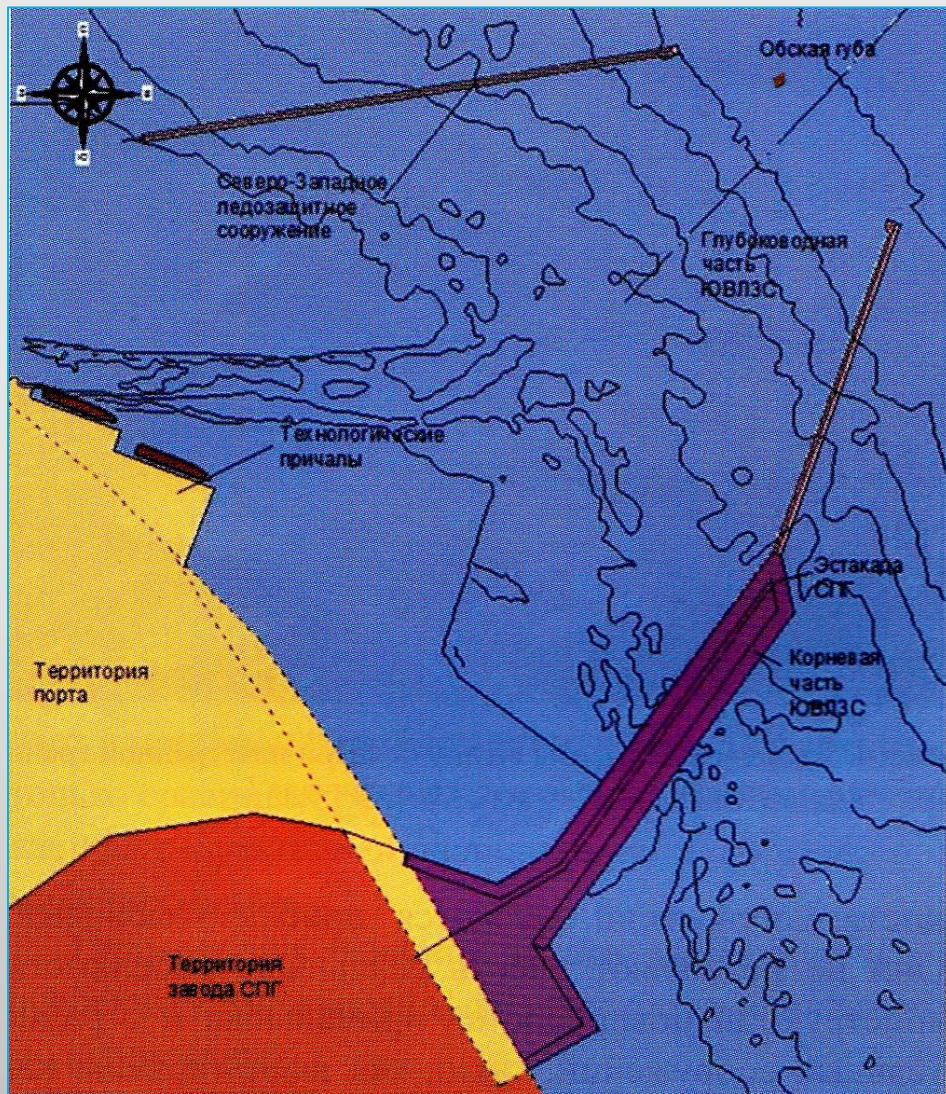 Обская губа
Северо-Западное
ледозащитное
сооружение
Глубоководная
часть
ЮВЛЗС
Технологические
причалы
Эстакара
СПГ
Территория
порта
Корневая
часть
ЮВЛЗС
Территория
завода СПГ